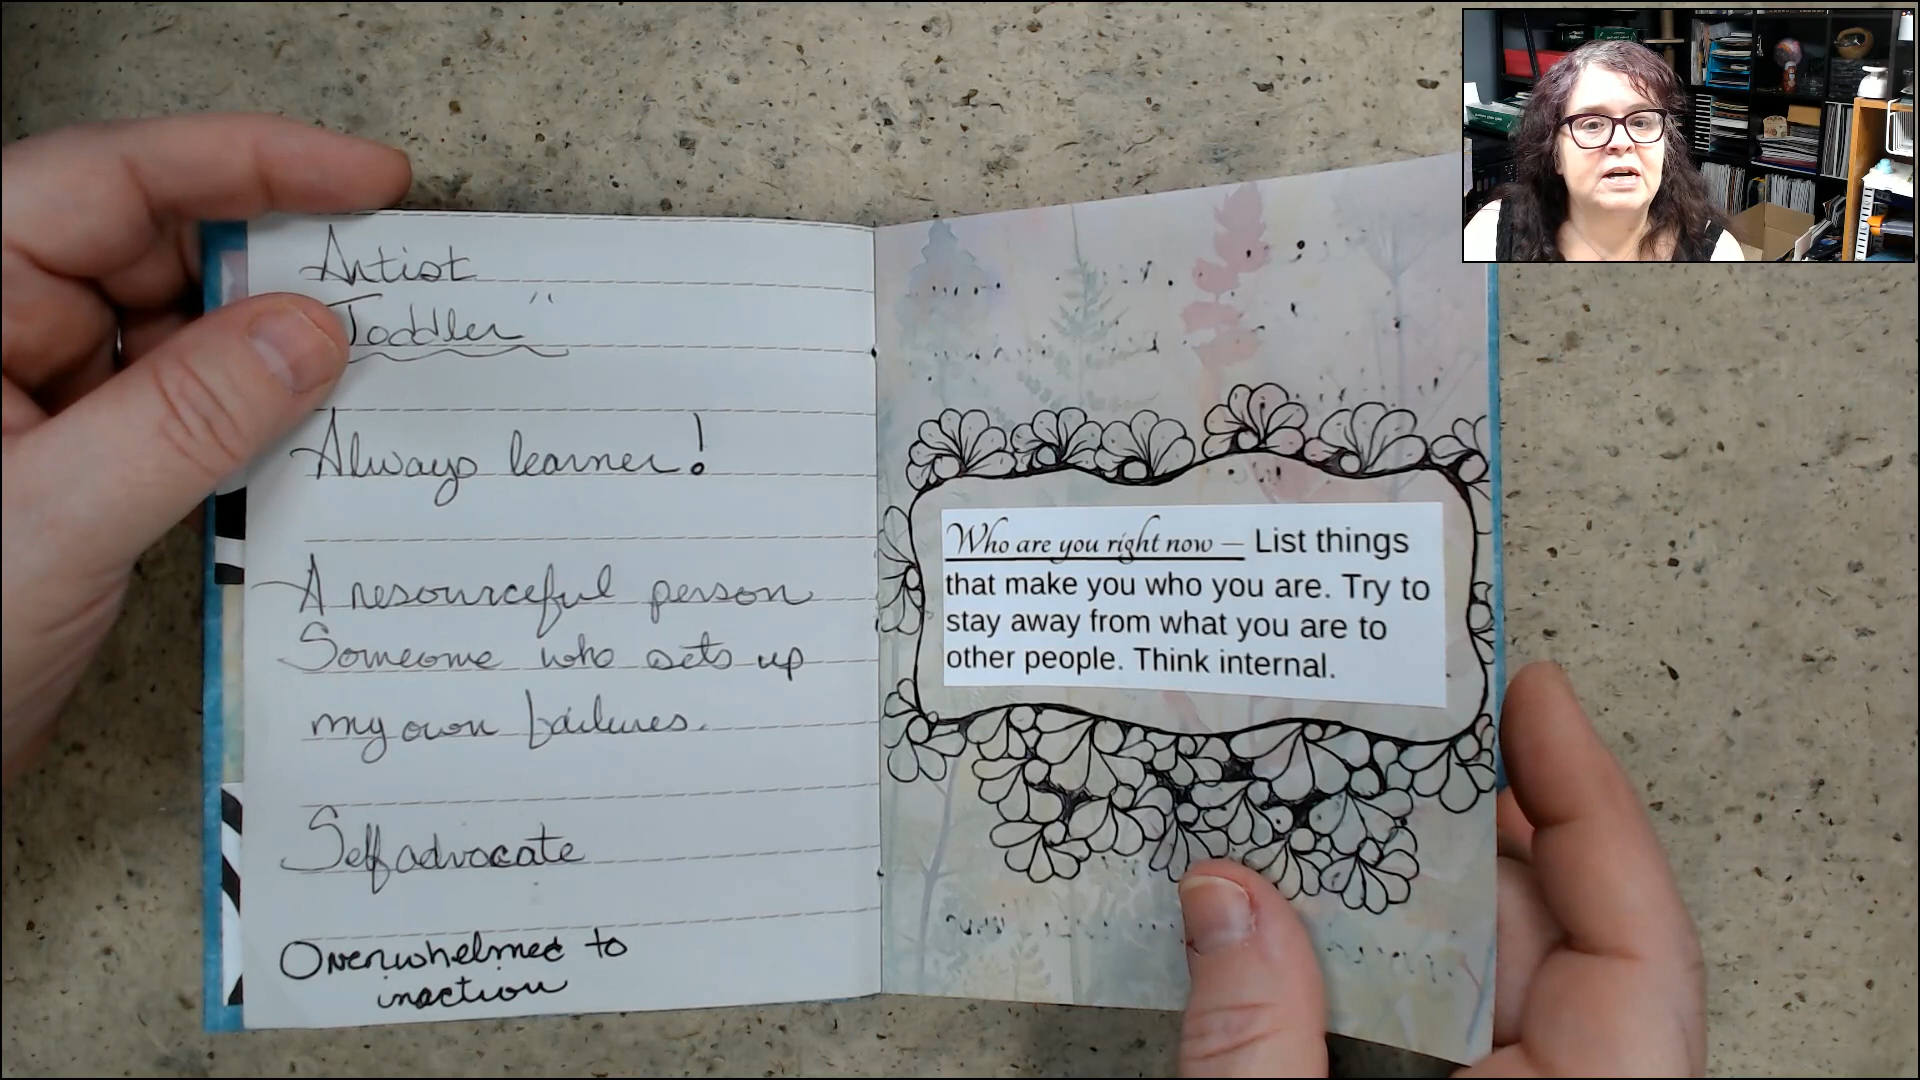 Artist
Toddler"
Always learner!
A resourceful person
Someone who sets up
my own failures.
Self advocate
Overwhelmed to
inaction
Who are you right now – List things
that make you who you are. Try to
stay away from what you are to
other people. Think internal.